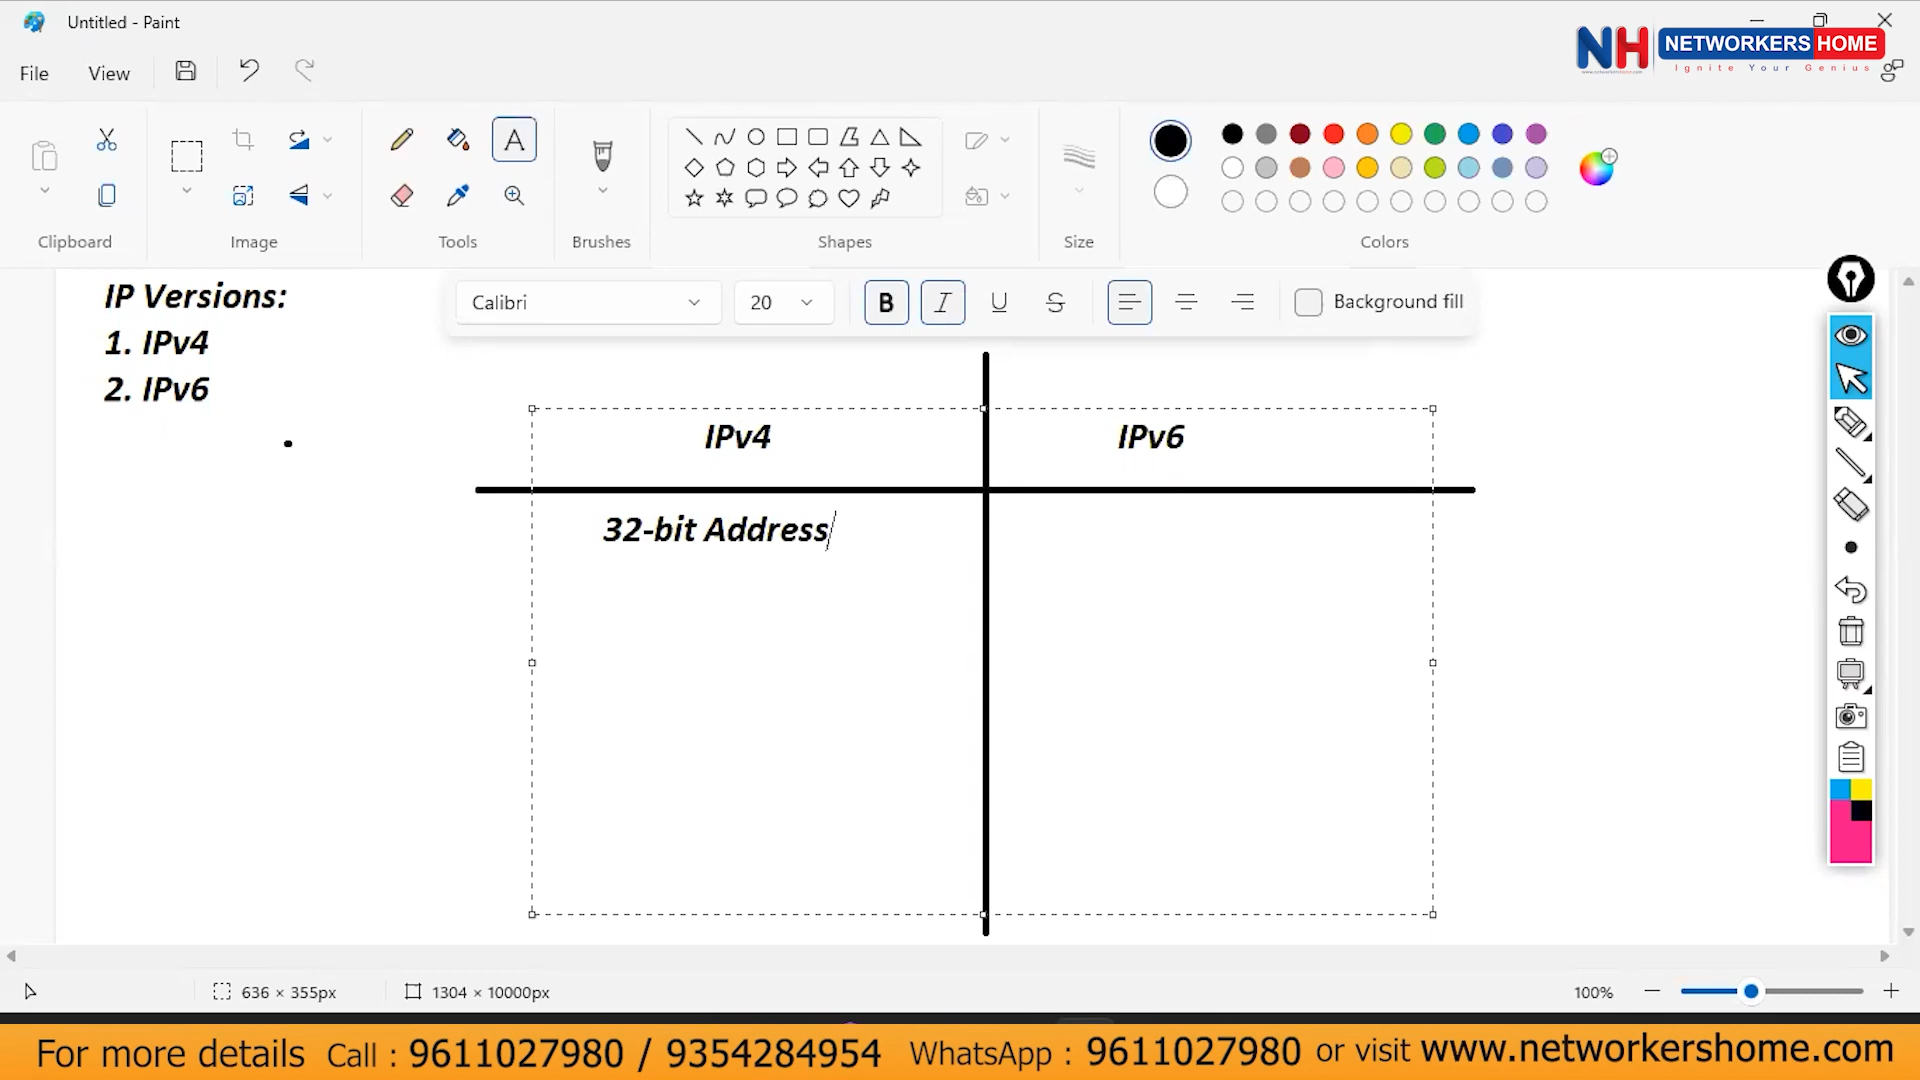 Untitled - Paint
NH NETWORKERS HOME
Ignite Your Genius
File View
Clipboard Image Tools Brushes Shapes Size Colors
Calibri 20 B I U S Background fill
IP Versions:
1. IPv4
2. IPv6
IPv4 IPv6
32-bit Address
636 × 355px 1304 × 10000px 100%
For more details Call : 9611027980 / 9354284954 WhatsApp : 9611027980 or visit www.networkershome.com